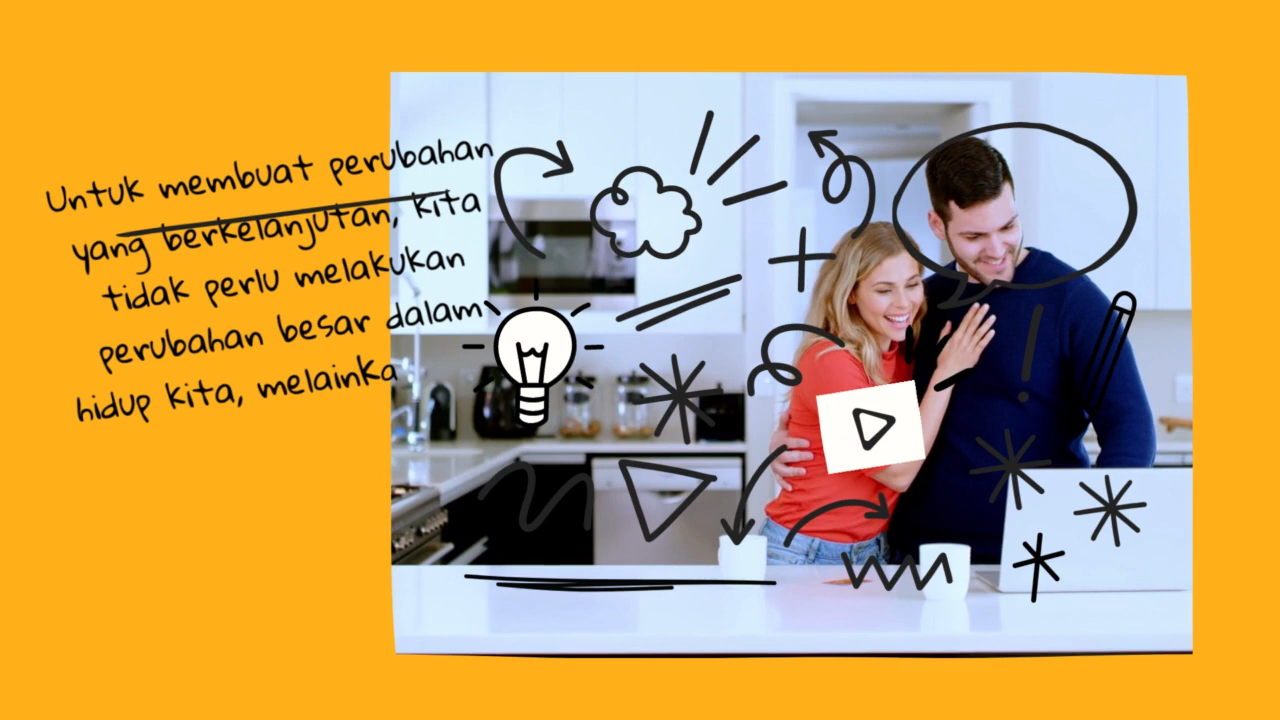 Untuk membuat perubahan
yang berkelanjutan, kita
tidak perlu melakukan
perubahan besar dalam
hidup kita, melainka